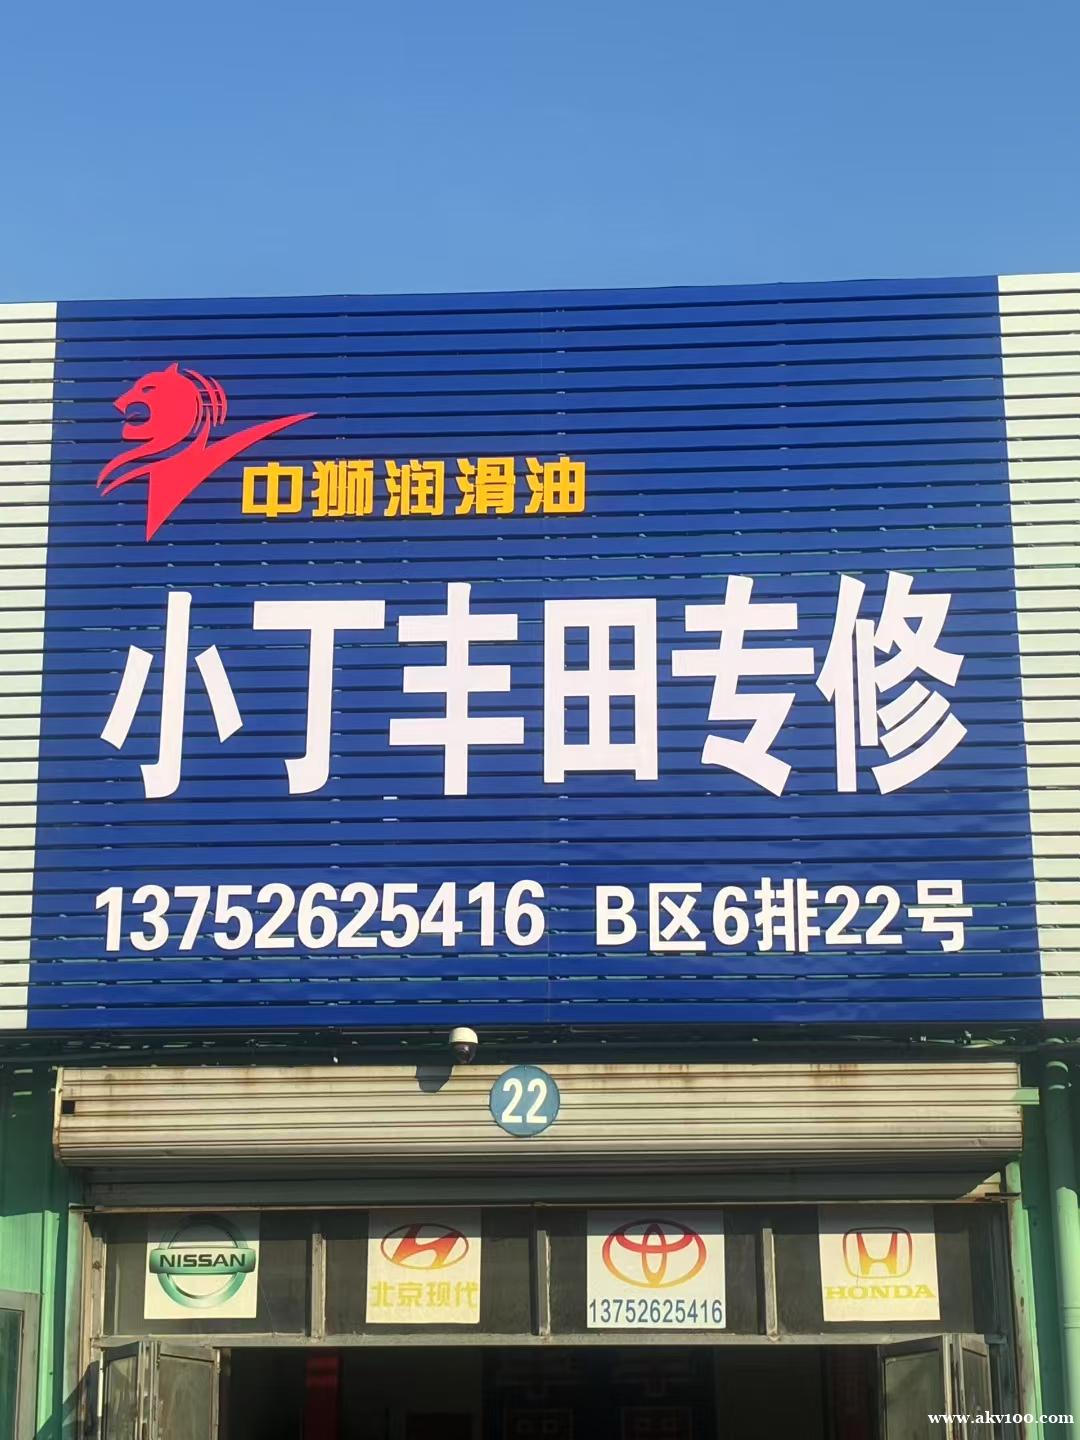 中狮润滑油
小丁丰田专修
13752625416 B区6排22号
22
NISSAN
北京现代
13752625416
HONDA
www.akv100.com